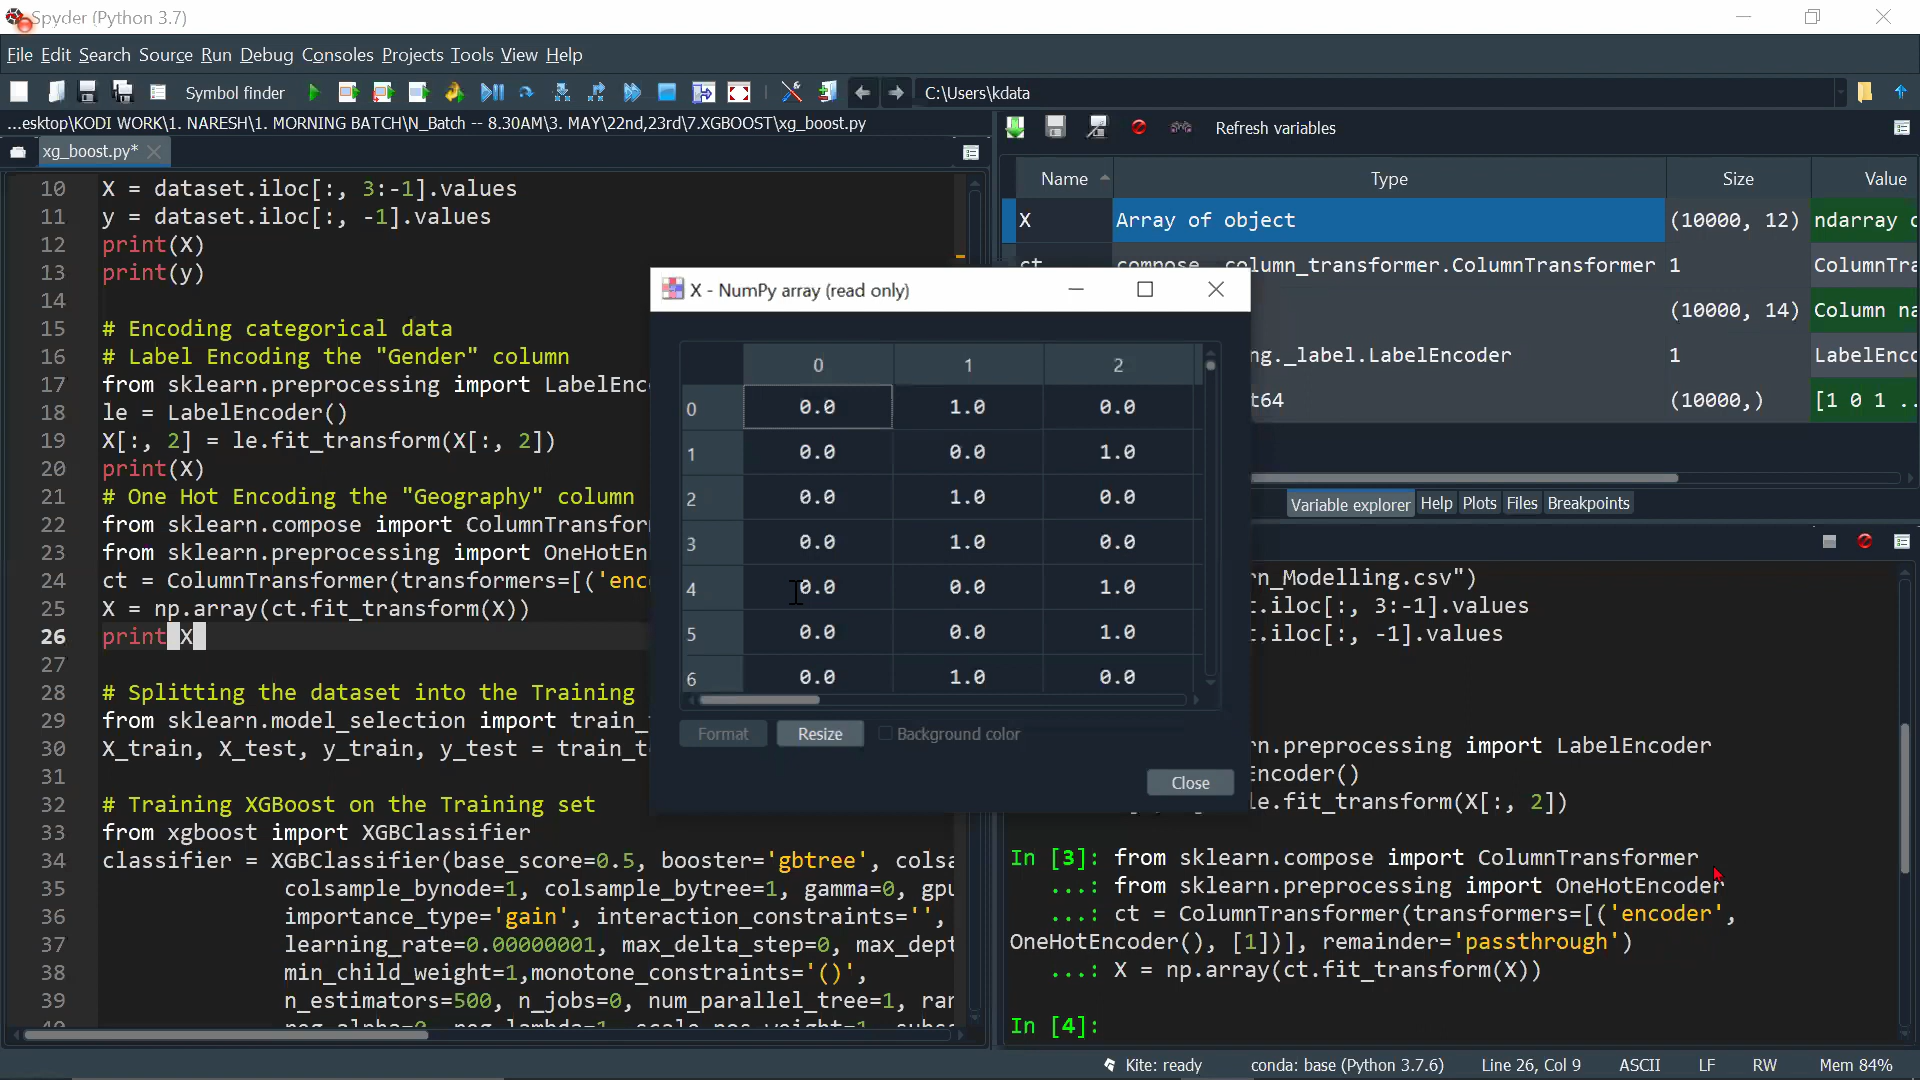 Spyder (Python 3.7)
File Edit Search Source Run Debug Consoles Projects Tools View Help
Symbol finder
C:\Users\kdata
...esktop\KODI WORK\1. NARESH\1. MORNING BATCH\N_Batch -- 8.30AM\3. MAY\22nd,23rd\7.XGBOOST\xg_boost.py
xg_boost.py*
10 X = dataset.iloc[:, 3:-1].values
11 y = dataset.iloc[:, -1].values
12 print(X)
13 print(y)
14
15 # Encoding categorical data
16 # Label Encoding the "Gender" column
17 from sklearn.preprocessing import LabelEnc
18 le = LabelEncoder()
19 X[:, 2] = le.fit_transform(X[:, 2])
20 print(X)
21 # One Hot Encoding the "Geography" column
22 from sklearn.compose import ColumnTransfor
23 from sklearn.preprocessing import OneHotEn
24 ct = ColumnTransformer(transformers=[('enc
25 X = np.array(ct.fit_transform(X))
26 print(X)
27
28 # Splitting the dataset into the Training
29 from sklearn.model_selection import train_
30 X_train, X_test, y_train, y_test = train_t
31
32 # Training XGBoost on the Training set
33 from xgboost import XGBClassifier
34 classifier = XGBClassifier(base_score=0.5, booster='gbtree', colsa
35 colsample_bynode=1, colsample_bytree=1, gamma=0, gpu
36 importance_type='gain', interaction_constraints='',
37 learning_rate=0.00000001, max_delta_step=0, max_dept
38 min_child_weight=1,monotone_constraints='()',
39 n_estimators=500, n_jobs=0, num_parallel_tree=1, ran
Refresh variables
Name Type Size Value
X Array of object (10000, 12) ndarray o
ct compose._column_transformer.ColumnTransformer 1 ColumnTra
(10000, 14) Column na
ng._label.LabelEncoder 1 LabelEnco
t64 (10000,) [1 0 1 ..
X - NumPy array (read only)
0 1 2
0 0.0 1.0 0.0
1 0.0 0.0 1.0
2 0.0 1.0 0.0
3 0.0 1.0 0.0
4 0.0 0.0 1.0
5 0.0 0.0 1.0
6 0.0 1.0 0.0
Format Resize Background color
Close
Variable explorer Help Plots Files Breakpoints
n_Modelling.csv")
t.iloc[:, 3:-1].values
t.iloc[:, -1].values
rn.preprocessing import LabelEncoder
Encoder()
le.fit_transform(X[:, 2])
In [3]: from sklearn.compose import ColumnTransformer
...: from sklearn.preprocessing import OneHotEncoder
...: ct = ColumnTransformer(transformers=[('encoder',
OneHotEncoder(), [1])], remainder='passthrough')
...: X = np.array(ct.fit_transform(X))
In [4]:
Kite: ready conda: base (Python 3.7.6) Line 26, Col 9 ASCII LF RW Mem 84%